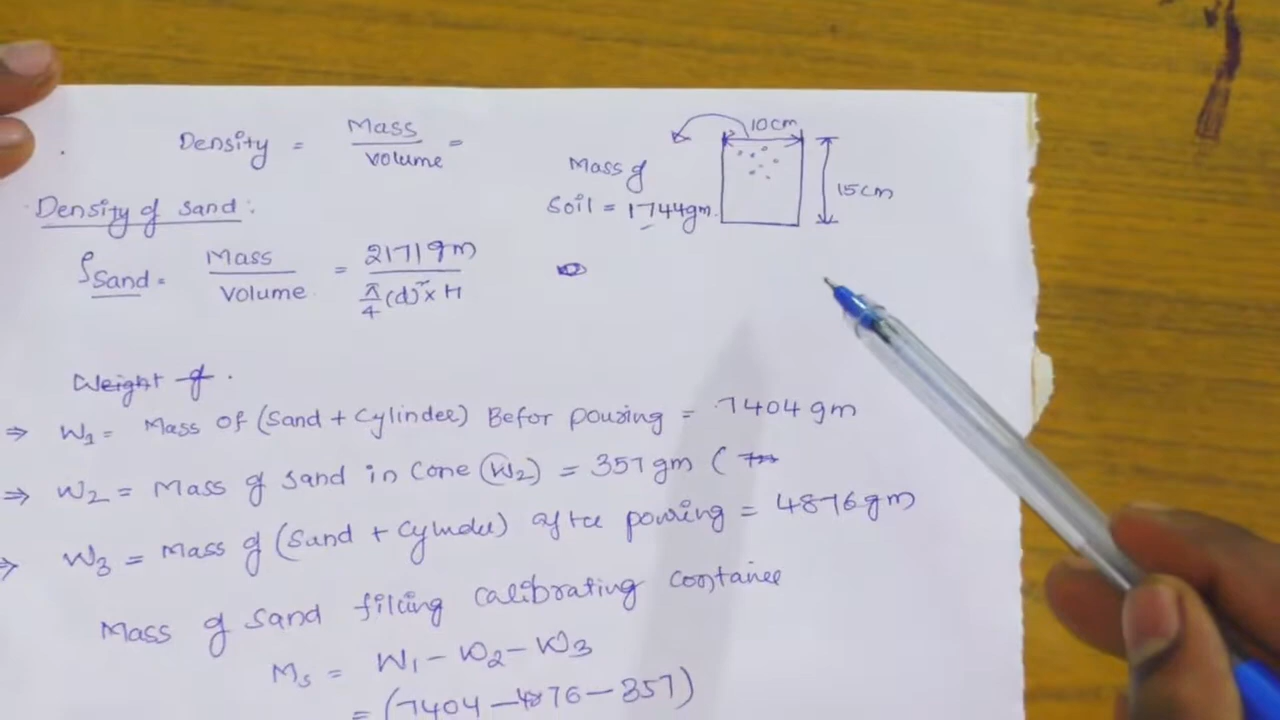 Density = Mass / Volume =
10cm
15cm
Mass of
Soil = 1744gm
Density of Sand:
ρSand = Mass / Volume = 2171gm / π/4 (d)² x H
Weight of
⇒ W1 = Mass of (Sand + Cylinder) Befor pouring = 7404 gm
⇒ W2 = Mass of sand in Cone (W2) = 357 gm (
⇒ W3 = Mass of (Sand + Cylinder) after pouring = 4876 gm
Mass of Sand filling Calibrating Container
Ms = W1 - W2 - W3
= (7404 - 4876 - 357)